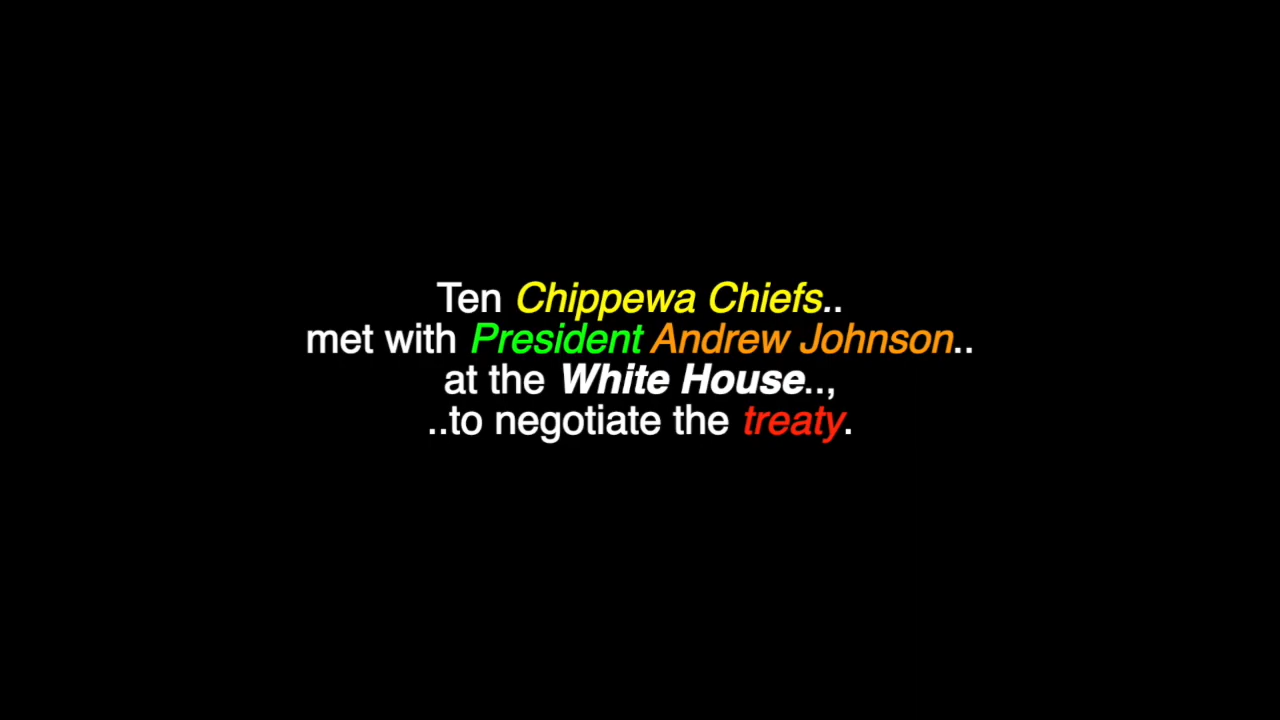 Ten Chippewa Chiefs..
met with President Andrew Johnson..
at the White House..,
..to negotiate the treaty.